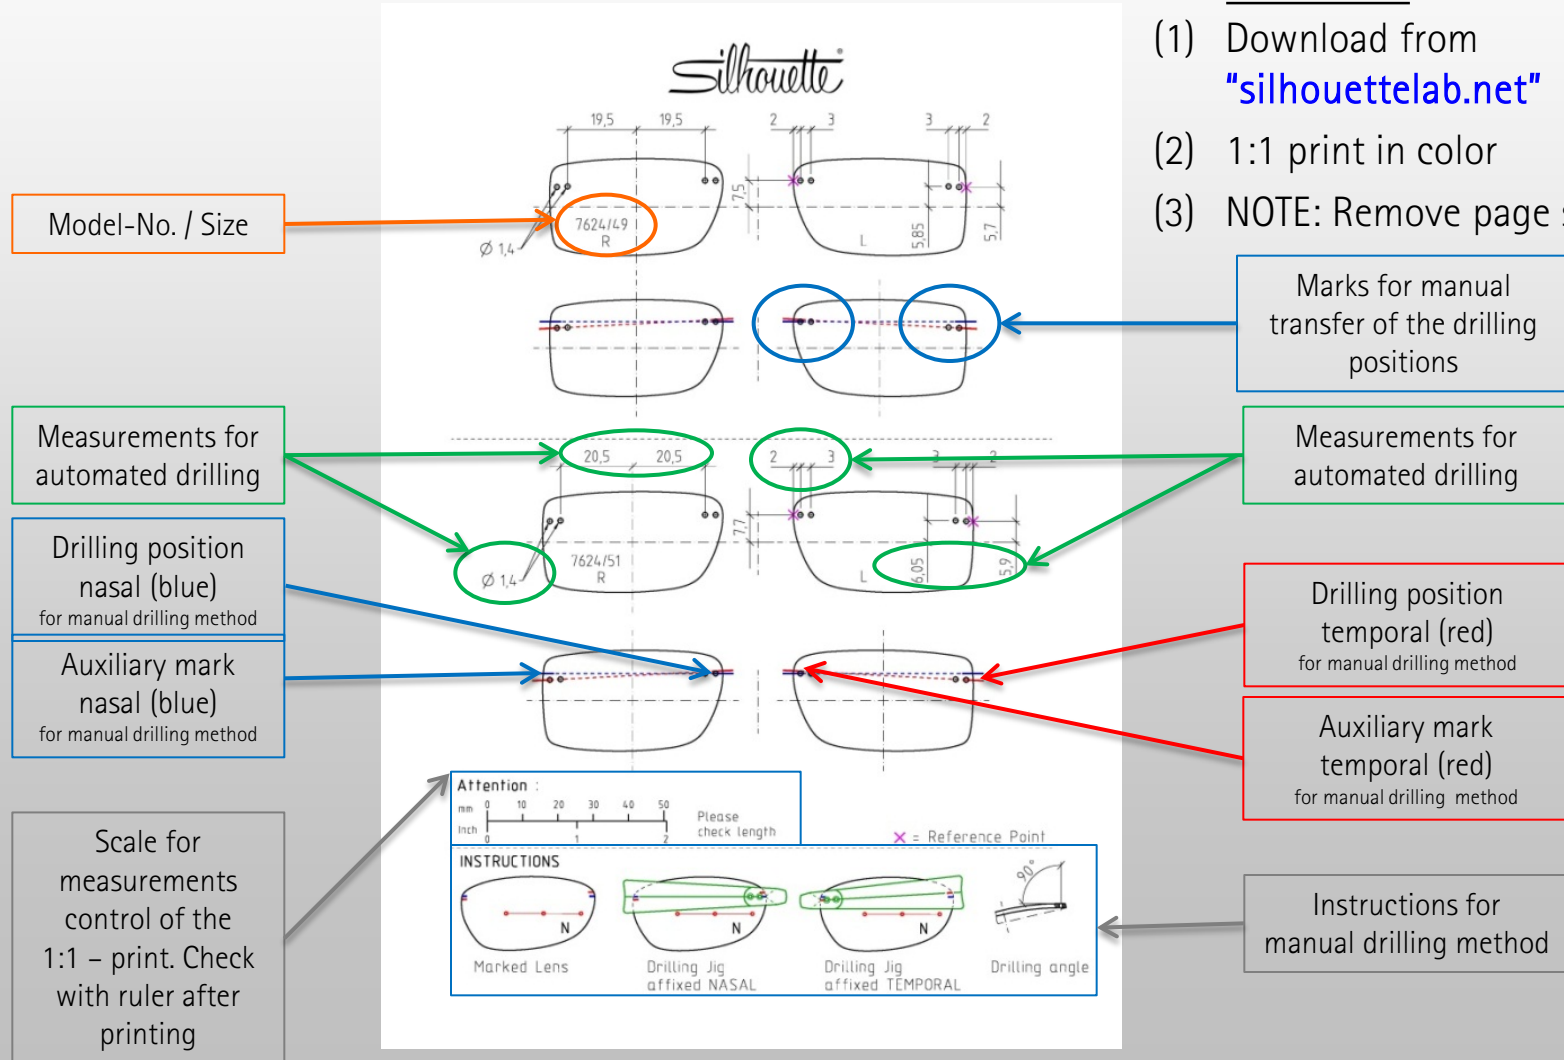 (1) Download from
"silhouettelab.net"
(2) 1:1 print in color
(3) NOTE: Remove page
Silhouette
19,5 19,5 2 3 3 2
7,5
7624/49
R
Ø 1,4
L
5,85
5,7
Model-No. / Size
Marks for manual
transfer of the drilling
positions
Measurements for
automated drilling
20,5 20,5 2 3 3 2
7,7
7624/51
R
Ø 1,4
L
6,05
5,9
Measurements for
automated drilling
Drilling position
nasal (blue)
for manual drilling method
Auxiliary mark
nasal (blue)
for manual drilling method
Drilling position
temporal (red)
for manual drilling method
Auxiliary mark
temporal (red)
for manual drilling method
Scale for
measurements
control of the
1:1 – print. Check
with ruler after
printing
Attention :
mm 0 10 20 30 40 50
Inch 0 1 2
Please
check length
X = Reference Point
INSTRUCTIONS
N
N
N
90°
Marked Lens
Drilling Jig
affixed NASAL
Drilling Jig
affixed TEMPORAL
Drilling angle
Instructions for
manual drilling method